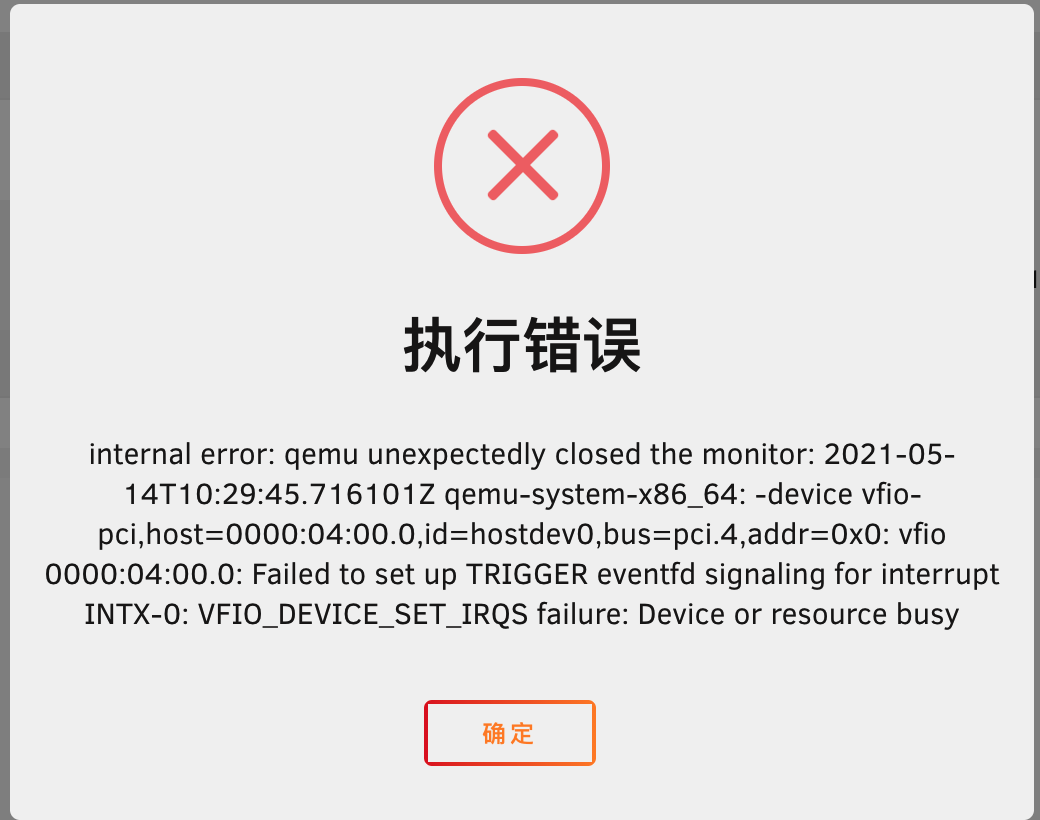 执行错误
internal error: qemu unexpectedly closed the monitor: 2021-05-
14T10:29:45.716101Z qemu-system-x86_64: -device vfio-
pci,host=0000:04:00.0,id=hostdev0,bus=pci.4,addr=0x0: vfio
0000:04:00.0: Failed to set up TRIGGER eventfd signaling for interrupt
INTX-0: VFIO_DEVICE_SET_IRQS failure: Device or resource busy
确定